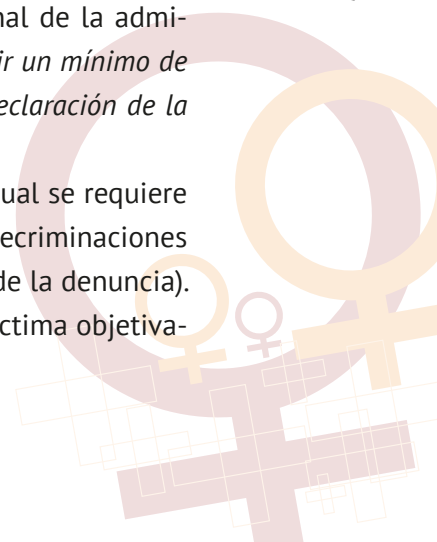 nal de la admi-
ir un mínimo de
eclaración de la
ual se requiere
ecriminaciones
de la denuncia).
ctima objetiva-